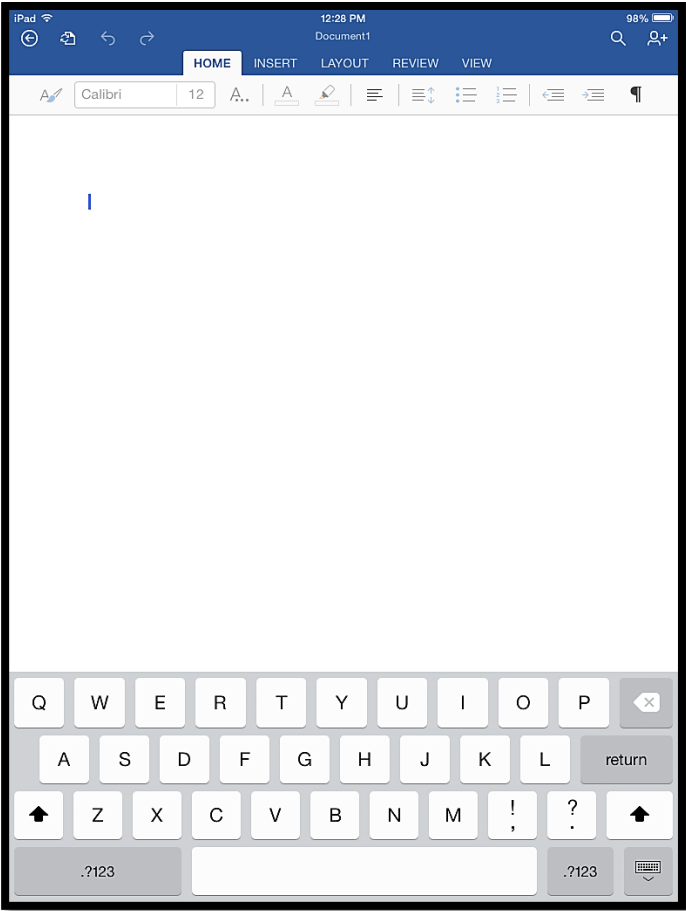 iPad 12:28 PM 98%
Document1
HOME INSERT LAYOUT REVIEW VIEW
Calibri 12 A.. A ¶
Q W E R T Y U I O P
A S D F G H J K L return
Z X C V B N M ! , ? .
.?123 .?123